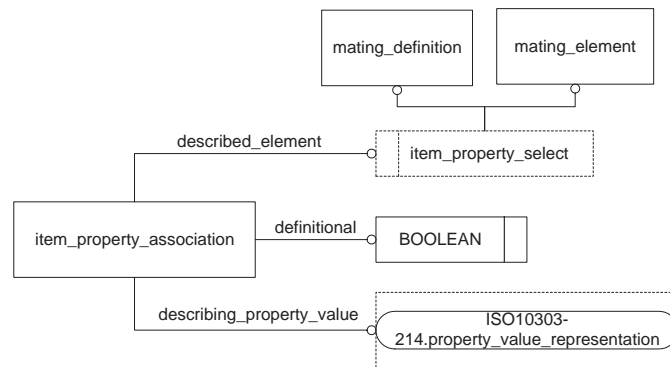 mating_definition
mating_element
described_element
item_property_select
item_property_association
definitional
BOOLEAN
describing_property_value
ISO10303-
214.property_value_representation